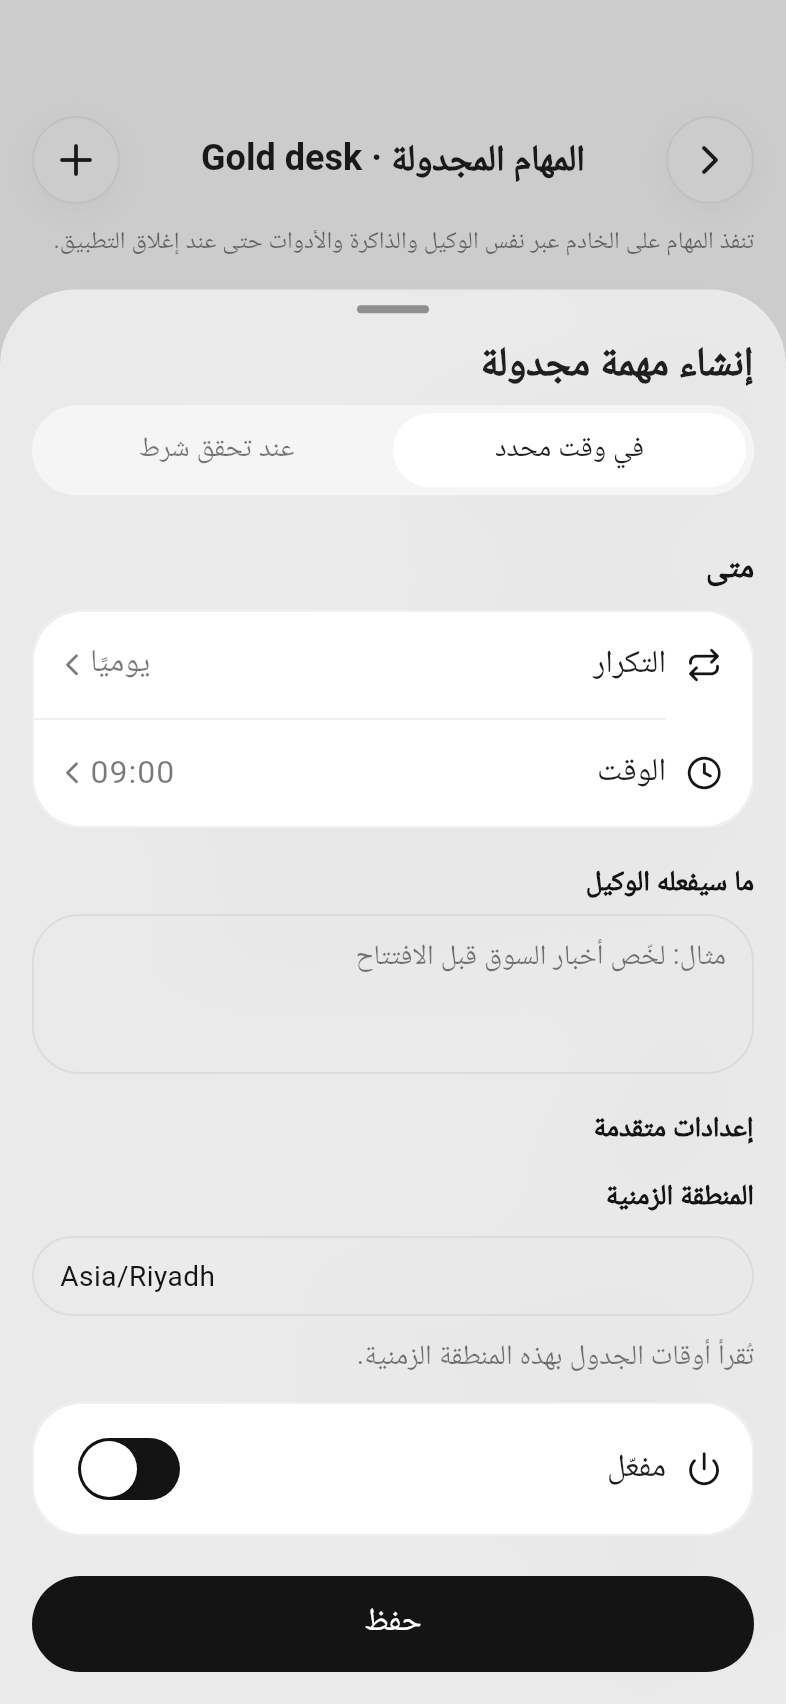 المهام المجدولة · Gold desk
تنفذ المهام على الخادم عبر نفس الوكيل والذاكرة والأدوات حتى عند إغلاق التطبيق.
إنشاء مهمة مجدولة
في وقت محدد
عند تحقق شرط
متى
التكرار
يوميًا
الوقت
09:00
ما سيفعله الوكيل
مثال: لخّص أخبار السوق قبل الافتتاح
إعدادات متقدمة
المنطقة الزمنية
Asia/Riyadh
تُقرأ أوقات الجدول بهذه المنطقة الزمنية.
مفعّل
حفظ